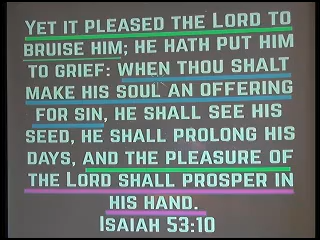 Yet it pleased the Lord to
bruise him; he hath put him
to grief: when thou shalt
make his soul an offering
for sin, he shall see his
seed, he shall prolong his
days, and the pleasure of
the Lord shall prosper in
his hand.
Isaiah 53:10